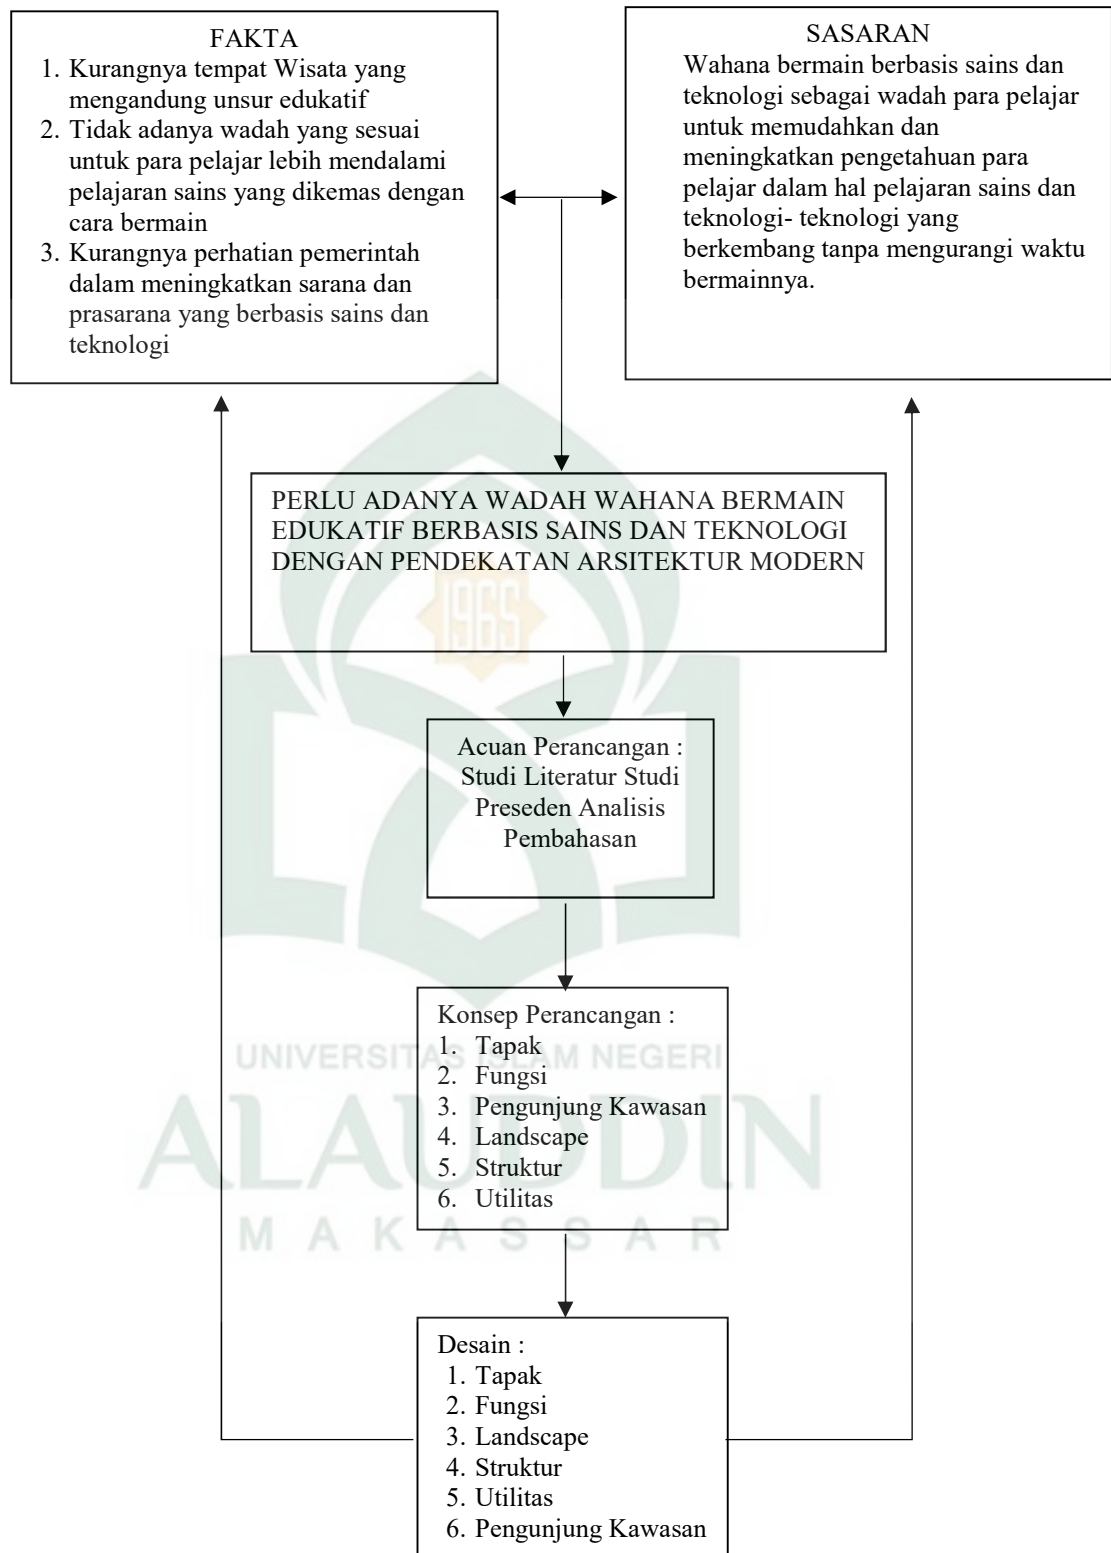 FAKTA
1. Kurangnya tempat Wisata yang
mengandung unsur edukatif
2. Tidak adanya wadah yang sesuai
untuk para pelajar lebih mendalami
pelajaran sains yang dikemas dengan
cara bermain
3. Kurangnya perhatian pemerintah
dalam meningkatkan sarana dan
prasarana yang berbasis sains dan
teknologi
SASARAN
Wahana bermain berbasis sains dan
teknologi sebagai wadah para pelajar
untuk memudahkan dan
meningkatkan pengetahuan para
pelajar dalam hal pelajaran sains dan
teknologi- teknologi yang
berkembang tanpa mengurangi waktu
bermainnya.
PERLU ADANYA WADAH WAHANA BERMAIN
EDUKATIF BERBASIS SAINS DAN TEKNOLOGI
DENGAN PENDEKATAN ARSITEKTUR MODERN
1965
Acuan Perancangan :
Studi Literatur Studi
Preseden Analisis
Pembahasan
Konsep Perancangan :
1. Tapak
2. Fungsi
3. Pengunjung Kawasan
4. Landscape
5. Struktur
6. Utilitas
UNIVERSITAS ISLAM NEGERI
ALAUDDIN
MAKASSAR
Desain :
1. Tapak
2. Fungsi
3. Landscape
4. Struktur
5. Utilitas
6. Pengunjung Kawasan